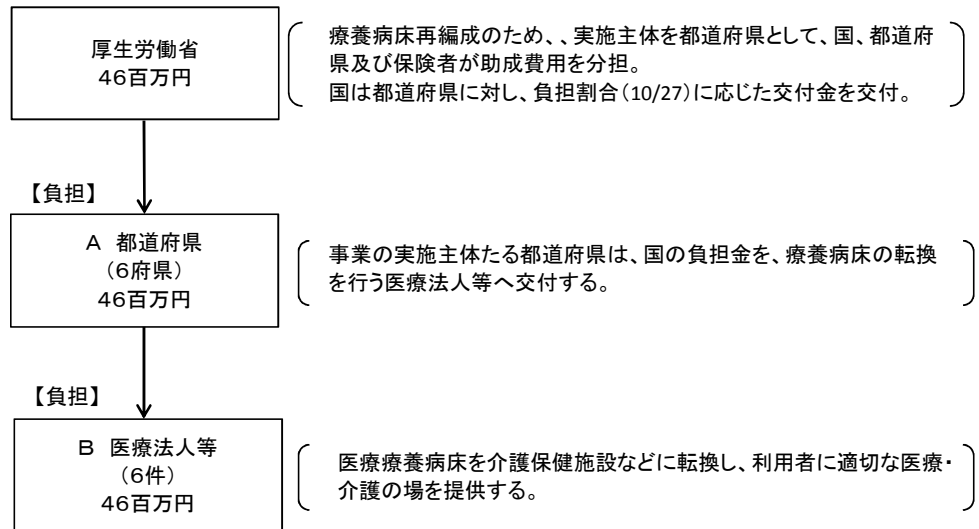 厚生労働省
46百万円
療養病床再編成のため、、実施主体を都道府県として、国、都道府
県及び保険者が助成費用を分担。
国は都道府県に対し、負担割合(10/27)に応じた交付金を交付。
【負担】
A 都道府県
(6府県)
46百万円
事業の実施主体たる都道府県は、国の負担金を、療養病床の転換
を行う医療法人等へ交付する。
【負担】
B 医療法人等
(6件)
46百万円
医療療養病床を介護保健施設などに転換し、利用者に適切な医療・
介護の場を提供する。